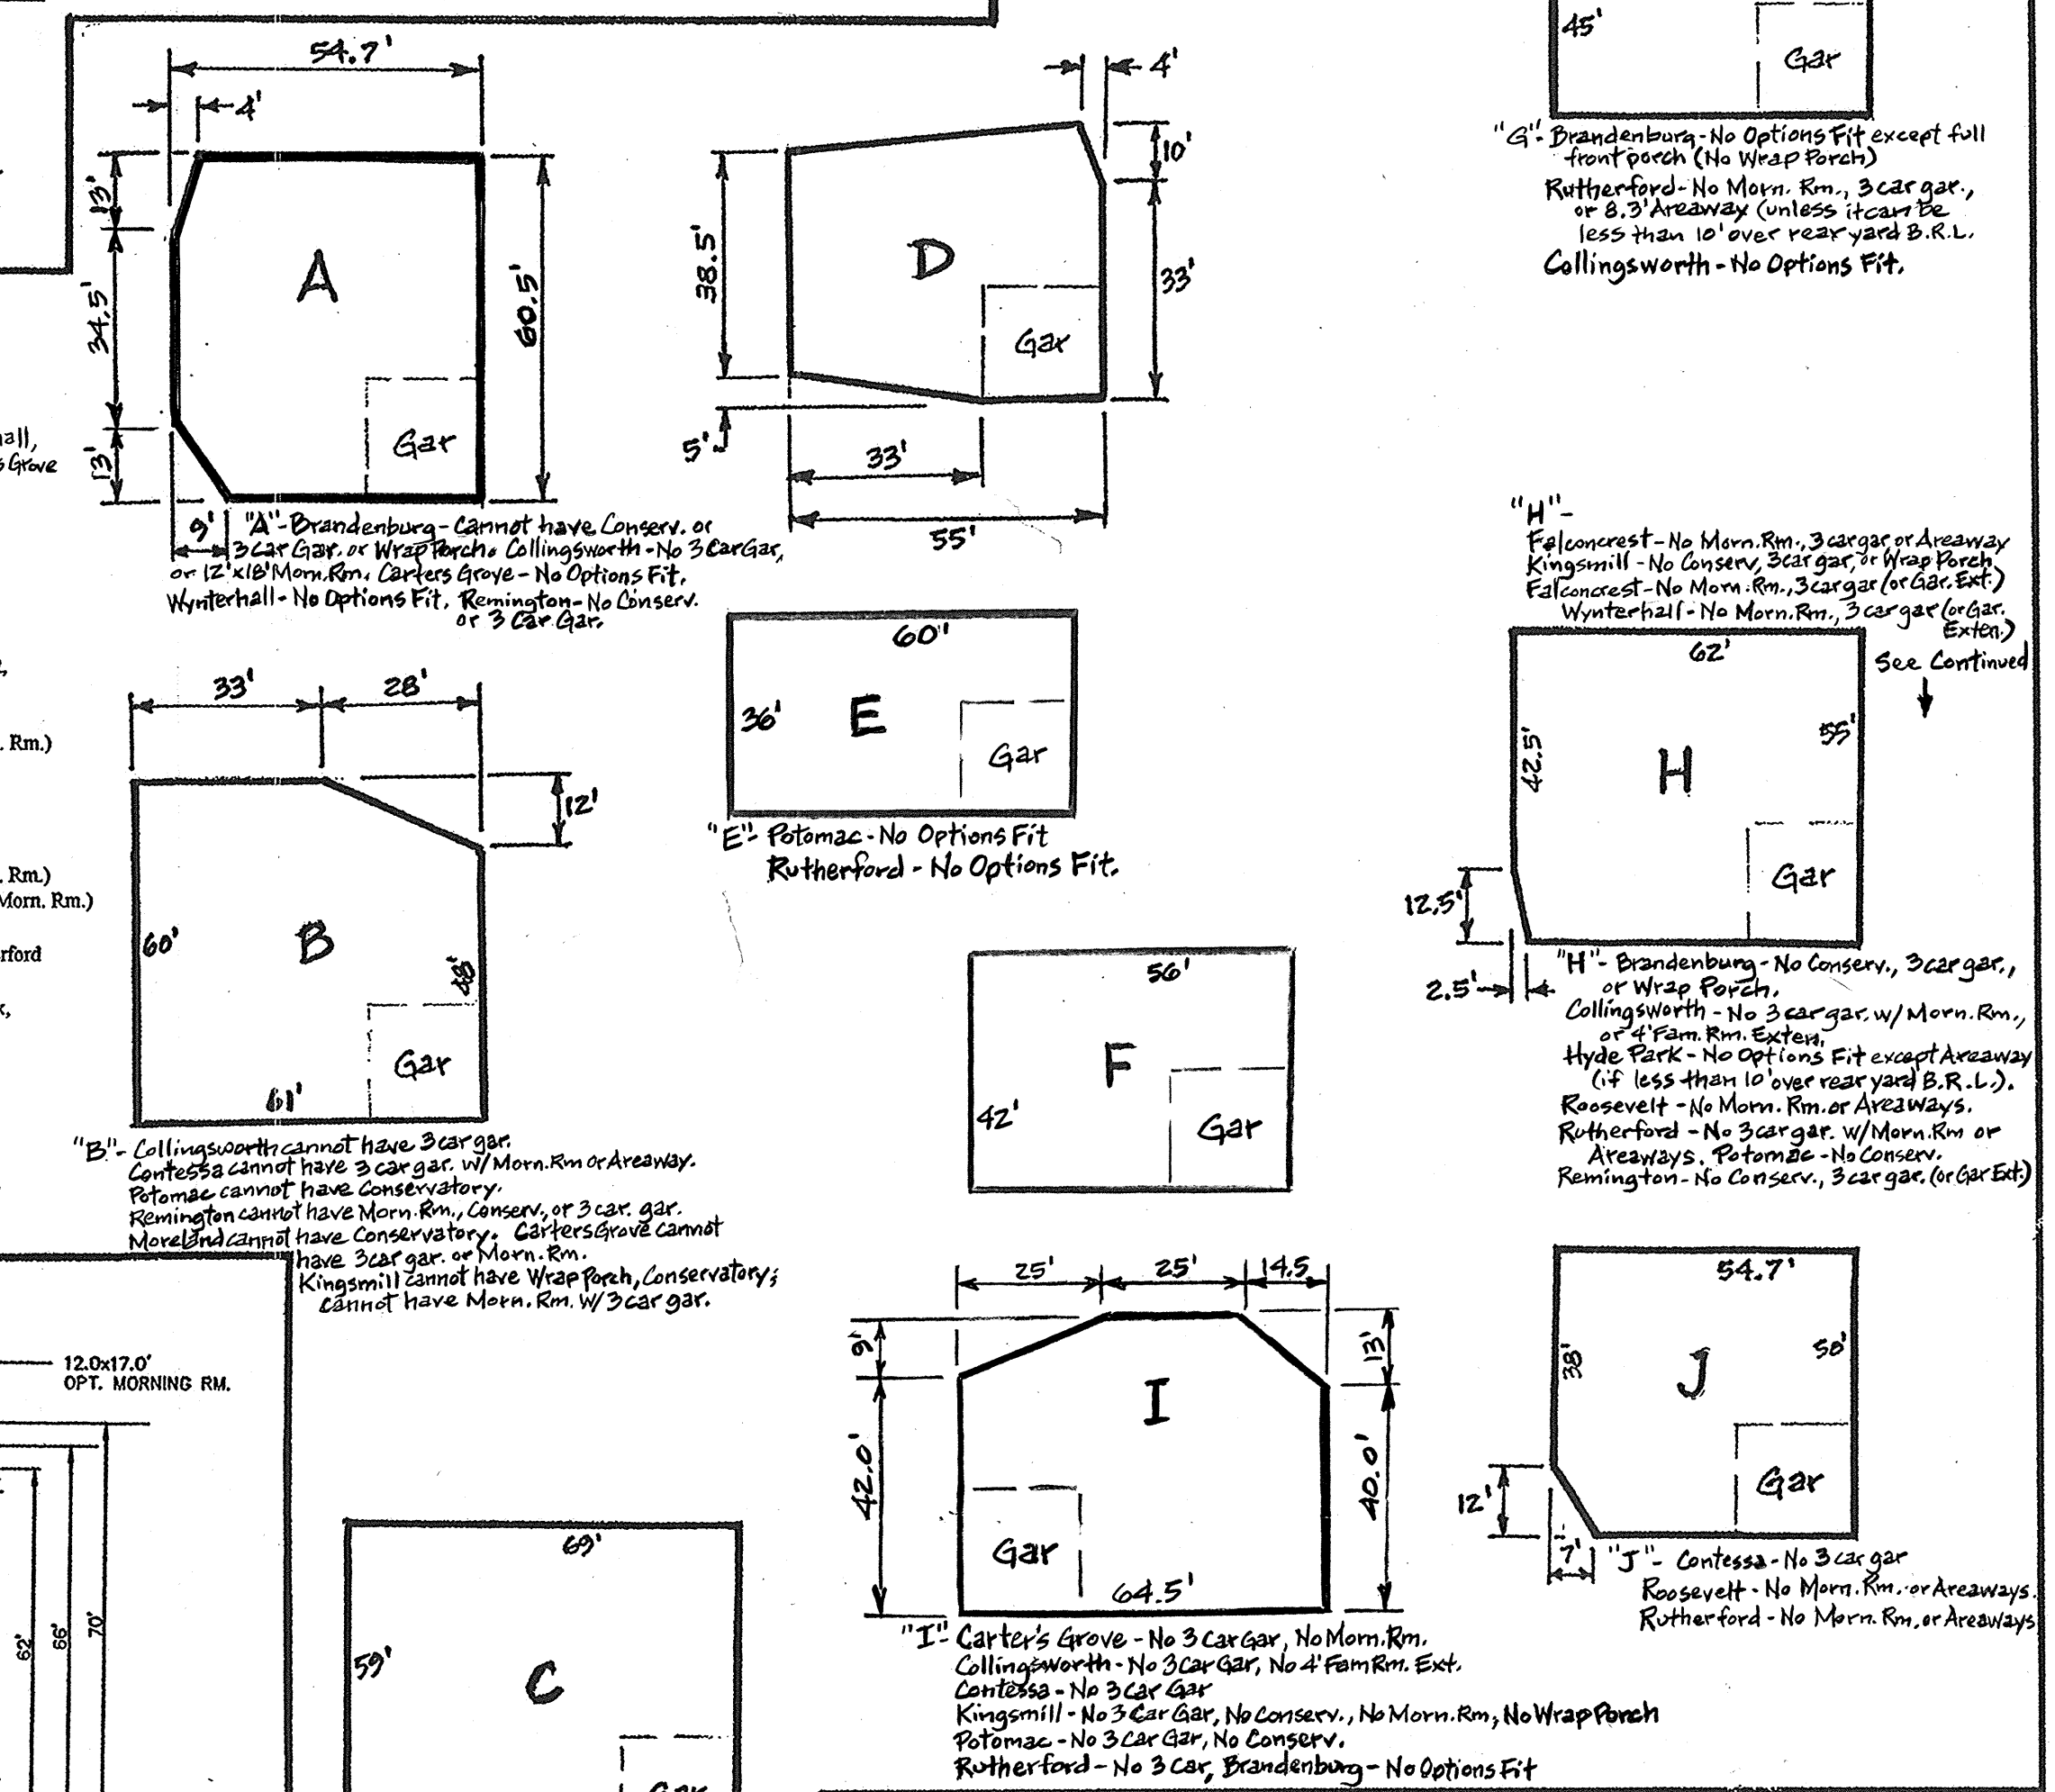 54.7'
4'
13'
34.5'
13'
60.5'
A
Gar
9'
"A"-Brandenburg-Cannot have Conserv. or
3 Car Gar. or Wrap Porch. Collingsworth-No 3 Car Gar,
or 12'x18' Morn.Rm. Carters Grove-No Options Fit.
Wynterhall-No Options Fit. Remington-No Conserv.
or 3 Car Gar.
4'
10'
38.5'
D
33'
Gar
5'
33'
55'
45'
Gar
"G"-Brandenburg-No Options Fit except full
front porch (No Wrap Porch)
Rutherford-No Morn. Rm., 3 car gar.,
or 8.3' Areaway (unless it can be
less than 10' over rear yard B.R.L.
Collingsworth-No Options Fit.
all,
s Grove
. Rm.)
. Rm.)
Morn. Rm.)
rford
33'
28'
12'
60'
B
48'
Gar
61'
"B"-Collingsworth cannot have 3 car gar.
Contessa cannot have 3 car gar. w/ Morn.Rm or Areaway.
Potomac cannot have Conservatory.
Remington cannot have Morn.Rm., Conserv., or 3 car. gar.
Moreland cannot have Conservatory. Carters Grove cannot
have 3 car gar. or Morn.Rm.
Kingsmill cannot have Wrap Porch, Conservatory;
cannot have Morn. Rm. W/ 3 car gar.
60"
36'
E
Gar
"E"-Potomac-No Options Fit
Rutherford-No Options Fit.
56'
F
42'
Gar
"H"-
Falconcrest-No Morn.Rm., 3 car gar or Areaway
Kingsmill-No Conserv, 3 car gar, or Wrap Porch
Falconcrest-No Morn.Rm., 3 car gar (or Gar. Ext.)
Wynterhall-No Morn.Rm., 3 car gar (or Gar.
Exten.)
See Continued
62'
55'
42.5'
H
Gar
12.5'
2.5'
"H"-Brandenburg-No Conserv., 3 car gar.,
or Wrap Porch.
Collingsworth-No 3 car gar. w/ Morn.Rm.,
or 4' Fam.Rm. Exten.
Hyde Park-No Options Fit except Areaway
(if less than 10' over rear yard B.R.L.).
Roosevelt-No Morn. Rm. or Areaways.
Rutherford-No 3 car gar. w/ Morn.Rm or
Areaways. Potomac-No Conserv.
Remington-No Conserv., 3 car gar. (or Gar Ext.)
12.0x17.0'
OPT. MORNING RM.
62'
66'
70'
69'
59'
C
Gar
25'
25'
14.5
9'
13'
I
42.0'
40.0'
Gar
64.5'
"I"-Carter's Grove-No 3 Car Gar, No Morn.Rm.
Collingsworth-No 3 Car Gar, No 4' Fam Rm. Ext.
Contessa-No 3 Car Gar
Kingsmill-No 3 Car Gar, No Conserv., No Morn.Rm, No Wrap Porch
Potomac-No 3 Car Gar, No Conserv.
Rutherford-No 3 Car, Brandenburg-No Options Fit
54.7'
38'
50'
J
12'
Gar
7'
"J"-Contessa-No 3 car gar
Roosevelt-No Morn.Rm. or Areaways.
Rutherford-No Morn.Rm. or Areaways